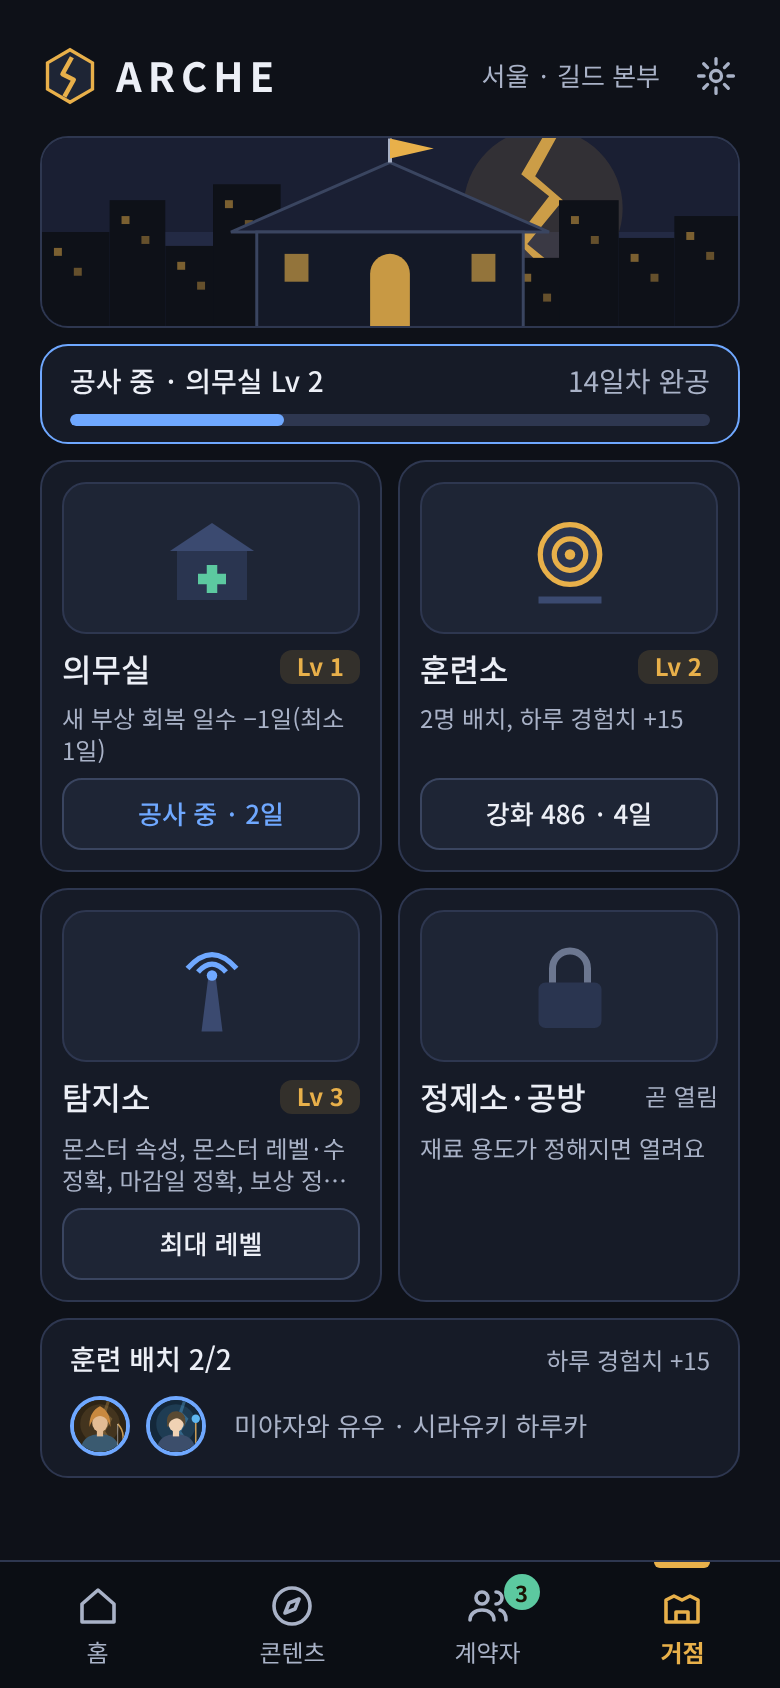 ARCHE
서울 · 길드 본부
공사 중 · 의무실 Lv 2
14일차 완공
의무실
Lv 1
새 부상 회복 일수 −1일(최소
1일)
공사 중 · 2일
훈련소
Lv 2
2명 배치, 하루 경험치 +15
강화 486 · 4일
탐지소
Lv 3
몬스터 속성, 몬스터 레벨·수
정확, 마감일 정확, 보상 정…
최대 레벨
정제소·공방
곧 열림
재료 용도가 정해지면 열려요
훈련 배치 2/2
하루 경험치 +15
미야자와 유우 · 시라유키 하루카
홈
콘텐츠
3
계약자
거점